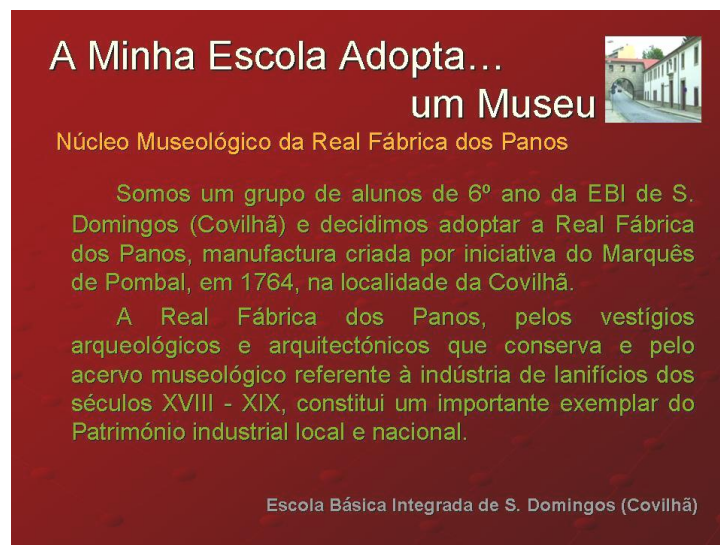 A Minha Escola Adopta...
um Museu
Núcleo Museológico da Real Fábrica dos Panos
Somos um grupo de alunos de 6º ano da EBI de S.
Domingos (Covilhã) e decidimos adoptar a Real Fábrica
dos Panos, manufactura criada por iniciativa do Marquês
de Pombal, em 1764, na localidade da Covilhã.
A Real Fábrica dos Panos, pelos vestígios
arqueológicos e arquitectónicos que conserva e pelo
acervo museológico referente à indústria de lanifícios dos
séculos XVIII - XIX, constitui um importante exemplar do
Património industrial local e nacional.
Escola Básica Integrada de S. Domingos (Covilhã)